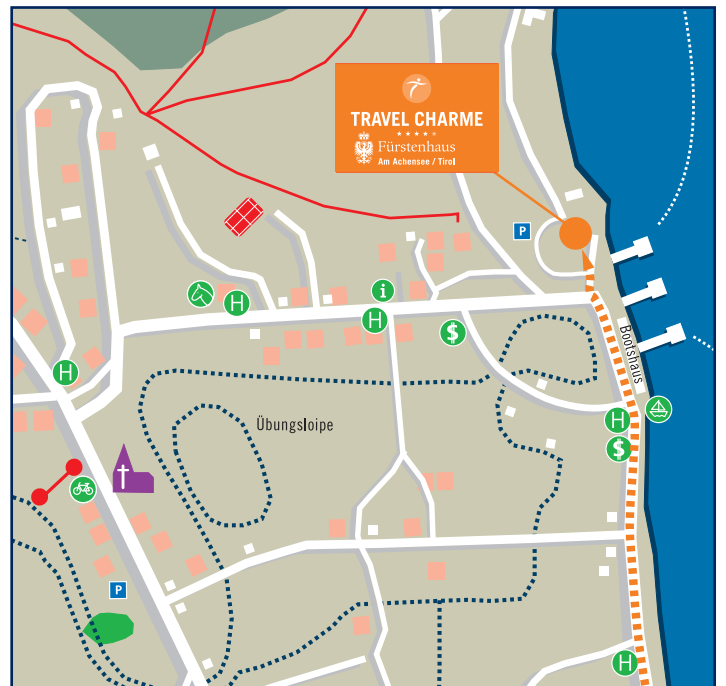 TRAVEL CHARME
Fürstenhaus
Am Achensee / Tirol
P
i
H
H
$
Bootshaus
H
Übungsloipe
H
$
P
H